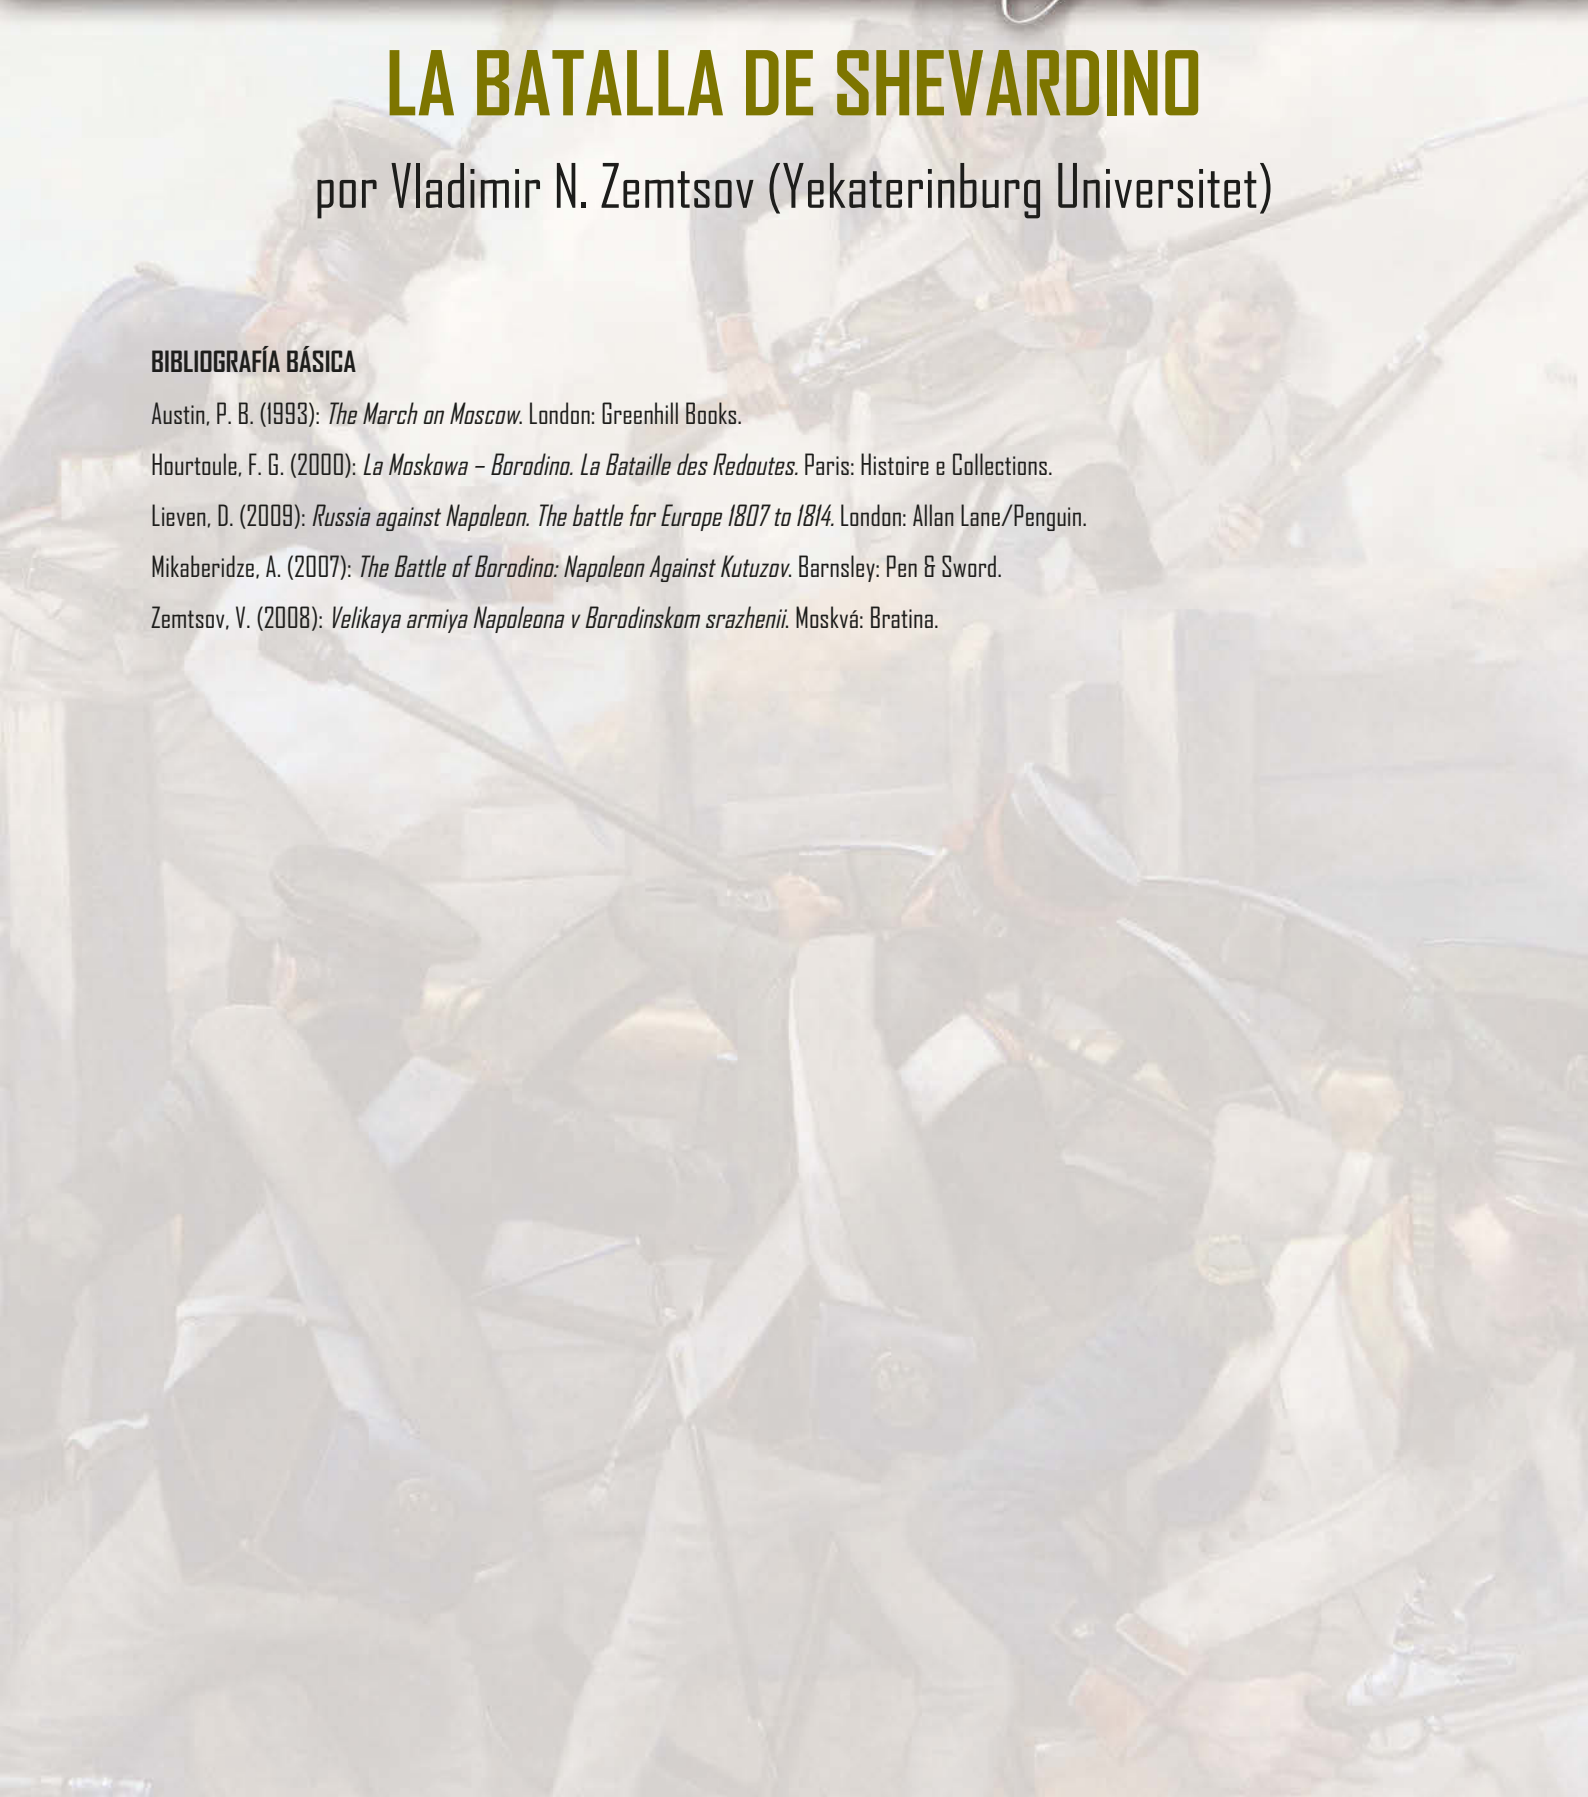 LA BATALLA DE SHEVARDINO
por Vladimir N. Zemtsov (Yekaterinburg Universitet)
BIBLIOGRAFÍA BÁSICA
Austin, P. B. (1993): The March on Moscow. London: Greenhill Books.
Hourtoule, F. G. (2000): La Moskowa – Borodino. La Bataille des Redoutes. Paris: Histoire e Collections.
Lieven, D. (2009): Russia against Napoleon. The battle for Europe 1807 to 1814. London: Allan Lane/Penguin.
Mikaberidze, A. (2007): The Battle of Borodino: Napoleon Against Kutuzov. Barnsley: Pen & Sword.
Zemtsov, V. (2008): Velikaya armiya Napoleona v Borodinskom srazhenii. Moskvá: Bratina.